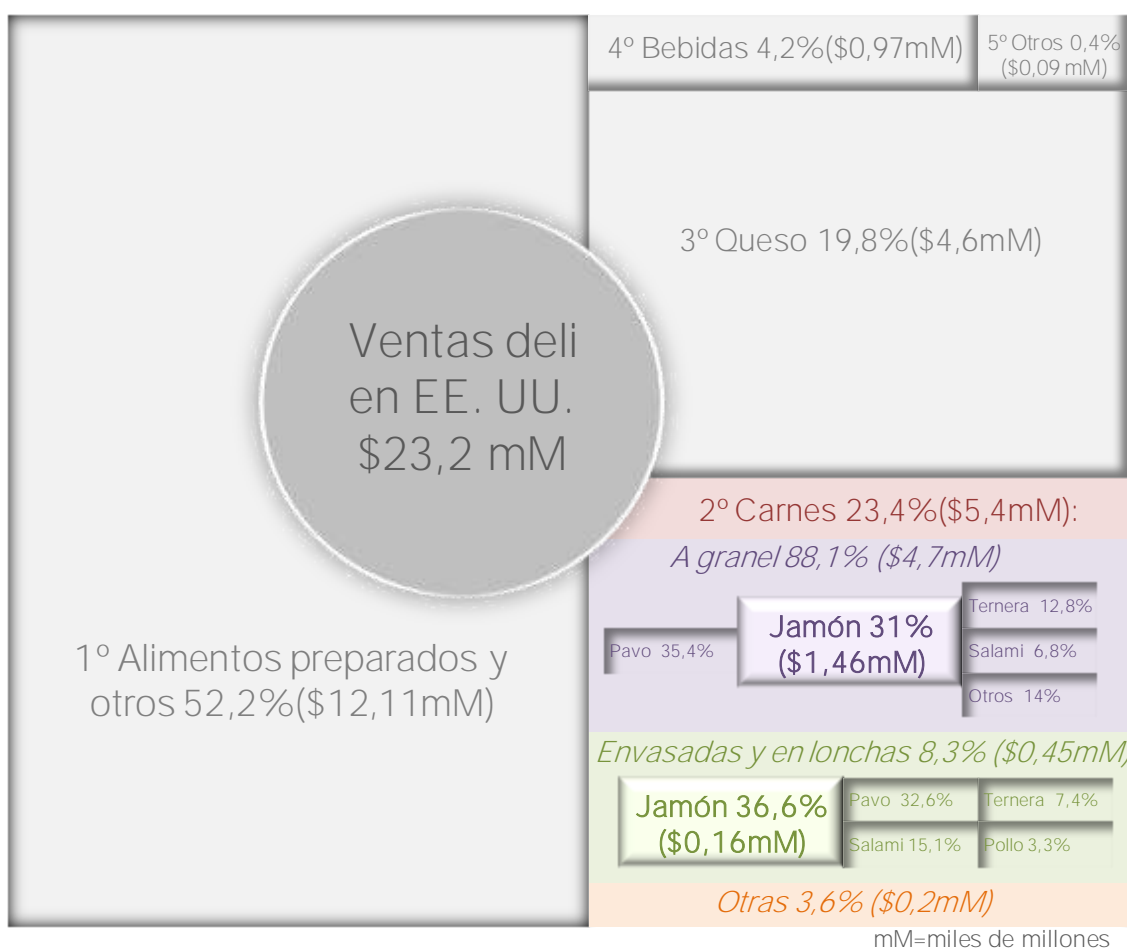 4º Bebidas 4,2%($0,97mM)
5º Otros 0,4%
($0,09 mM)
3º Queso 19,8%($4,6mM)
Ventas deli
en EE. UU.
$23,2 mM
1º Alimentos preparados y
otros 52,2%($12,11mM)
2º Carnes 23,4%($5,4mM):
A granel 88,1% ($4,7mM)
Pavo 35,4%
Jamón 31%
($1,46mM)
Ternera 12,8%
Salami 6,8%
Otros 14%
Envasadas y en lonchas 8,3% ($0,45mM)
Jamón 36,6%
($0,16mM)
Pavo 32,6%
Ternera 7,4%
Salami 15,1%
Pollo 3,3%
Otras 3,6% ($0,2mM)
mM=miles de millones